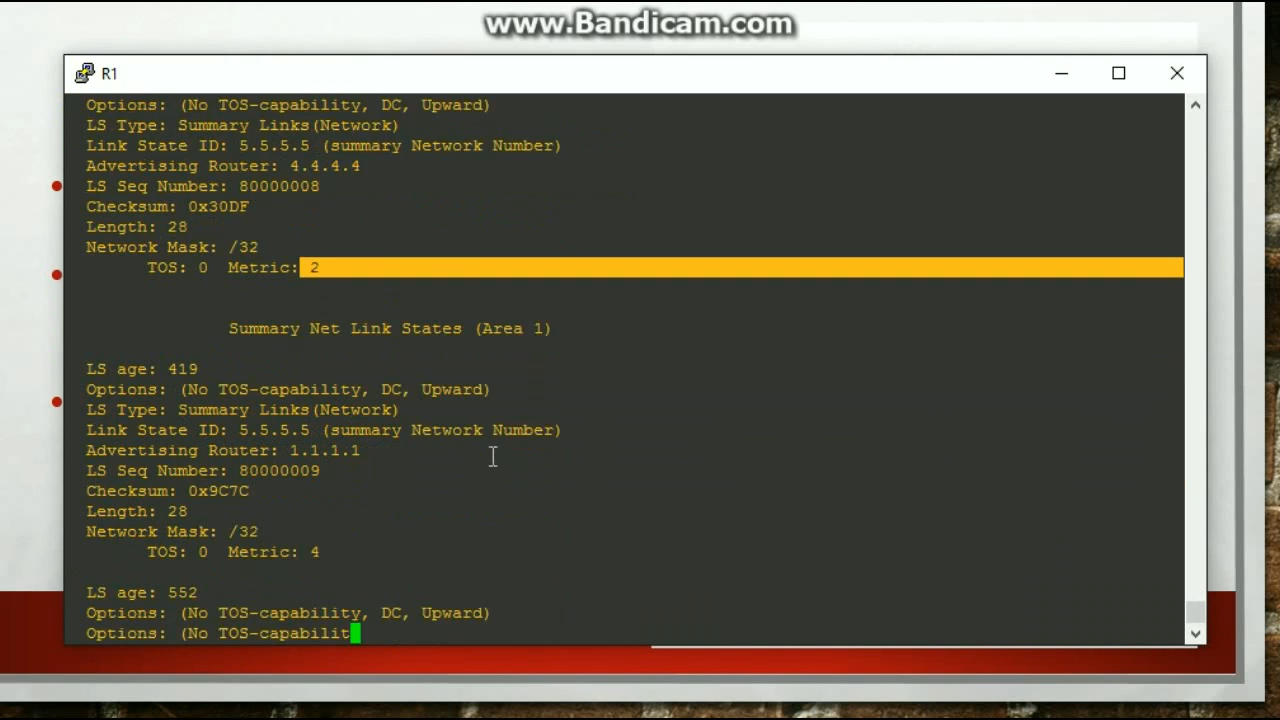 www.Bandicam.com
R1
Options: (No TOS-capability, DC, Upward)
LS Type: Summary Links(Network)
Link State ID: 5.5.5.5 (summary Network Number)
Advertising Router: 4.4.4.4
LS Seq Number: 80000008
Checksum: 0x30DF
Length: 28
Network Mask: /32
TOS: 0 Metric: 2
Summary Net Link States (Area 1)
LS age: 419
Options: (No TOS-capability, DC, Upward)
LS Type: Summary Links(Network)
Link State ID: 5.5.5.5 (summary Network Number)
Advertising Router: 1.1.1.1
LS Seq Number: 80000009
Checksum: 0x9C7C
Length: 28
Network Mask: /32
TOS: 0 Metric: 4
LS age: 552
Options: (No TOS-capability, DC, Upward)
Options: (No TOS-capabilit